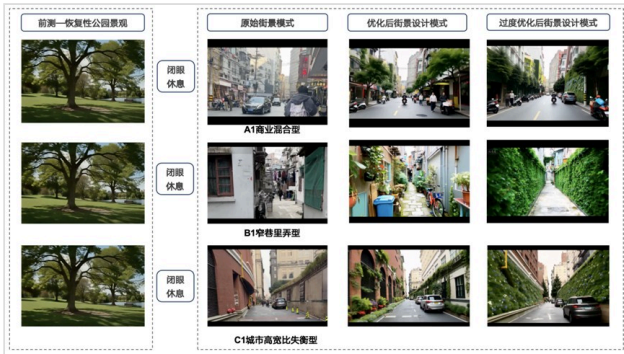 前测—恢复性公园景观
原始街景模式
优化后街景设计模式
过度优化后街景设计模式
闭眼
休息
A1商业混合型
闭眼
休息
B1窄巷里弄型
闭眼
休息
C1城市高宽比失衡型